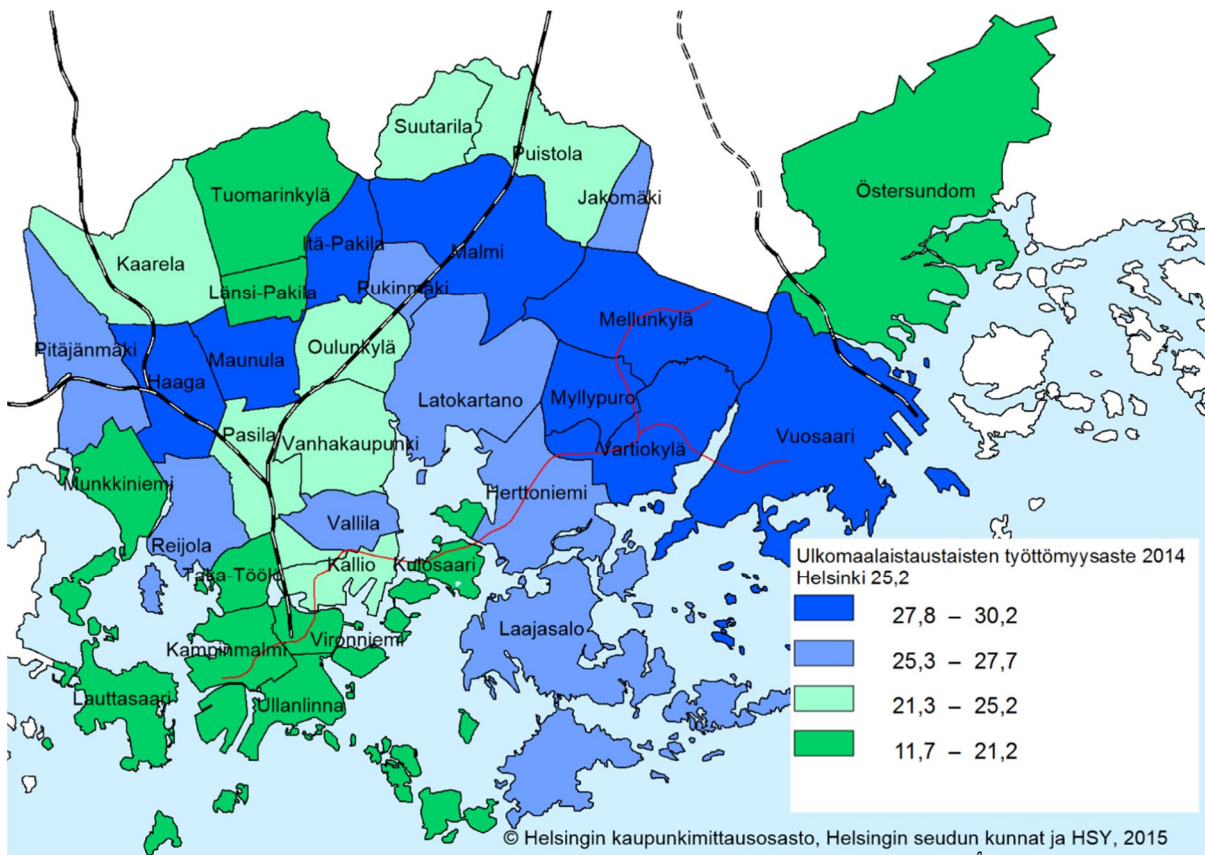 Suutarila
Puistola
Tuomarinkylä
Jakomäki
Östersundom
Itä-Pakila
Malmi
Kaarela
Länsi-Pakila
Pukinmäki
Mellunkylä
Pitäjänmäki
Maunula
Oulunkylä
Haaga
Latokartano
Myllypuro
Pasila
Vanhakaupunki
Vartiokylä
Vuosaari
Munkkiniemi
Herttoniemi
Vallila
Reijola
Taka-Töölö
Kallio
Kulosaari
Laajasalo
Kampinmalmi
Vironniemi
Lauttasaari
Ullanlinna
Ulkomaalaistaustaisten työttömyysaste 2014
Helsinki 25,2
27,8 – 30,2
25,3 – 27,7
21,3 – 25,2
11,7 – 21,2
© Helsingin kaupunkimittausosasto, Helsingin seudun kunnat ja HSY, 2015